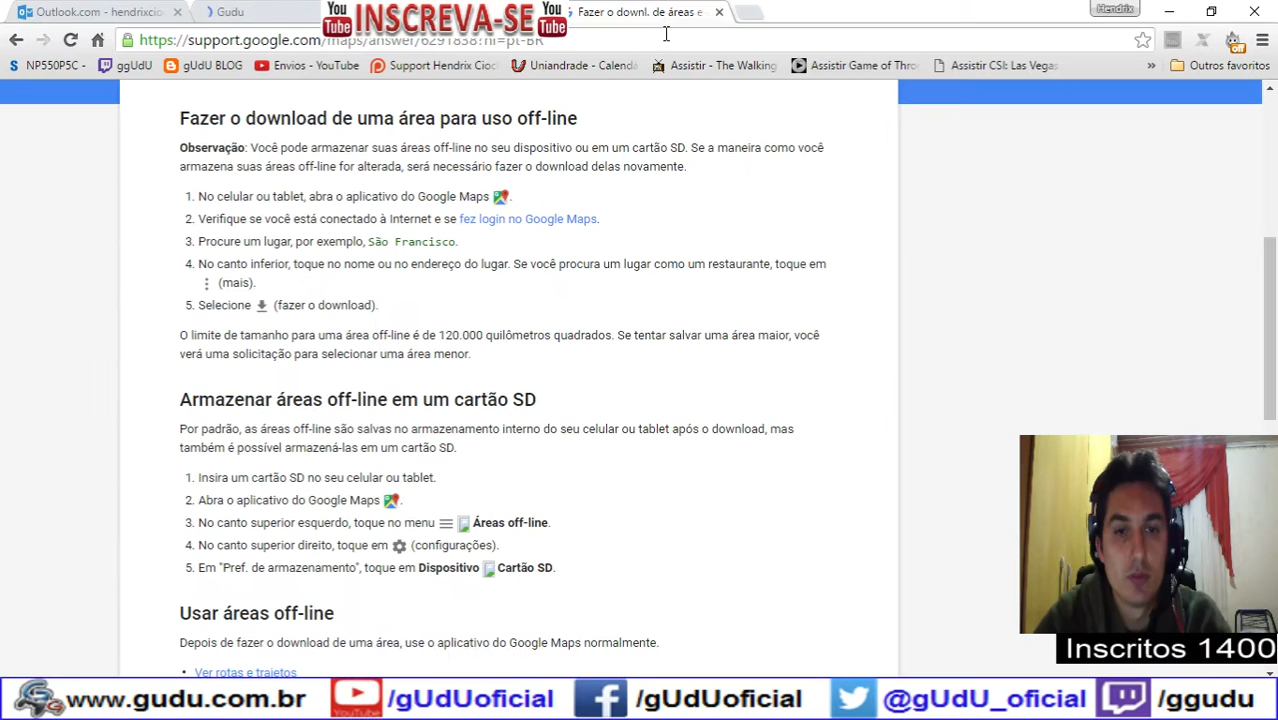 Outlook.com - hendrixcio
Gudu
You Tube INSCREVA-SE You Tube
Fazer o downl. de áreas e
Hendrix
https://support.google.com/maps/answer/6291838?hl=pt-BR
off
NP550P5C -
ggUdU
gUdU BLOG
Envios - YouTube
Support Hendrix Cioc
Uniandrade - Calenda
Assistir - The Walking
Assistir Game of Thro
Assistir CSI: Las Vegas
»
Outros favoritos
Fazer o download de uma área para uso off-line
Observação: Você pode armazenar suas áreas off-line no seu dispositivo ou em um cartão SD. Se a maneira como você
armazena suas áreas off-line for alterada, será necessário fazer o download delas novamente.
1. No celular ou tablet, abra o aplicativo do Google Maps .
2. Verifique se você está conectado à Internet e se fez login no Google Maps.
3. Procure um lugar, por exemplo, São Francisco.
4. No canto inferior, toque no nome ou no endereço do lugar. Se você procura um lugar como um restaurante, toque em
(mais).
5. Selecione (fazer o download).
O limite de tamanho para uma área off-line é de 120.000 quilômetros quadrados. Se tentar salvar uma área maior, você
verá uma solicitação para selecionar uma área menor.
Armazenar áreas off-line em um cartão SD
Por padrão, as áreas off-line são salvas no armazenamento interno do seu celular ou tablet após o download, mas
também é possível armazená-las em um cartão SD.
1. Insira um cartão SD no seu celular ou tablet.
2. Abra o aplicativo do Google Maps .
3. No canto superior esquerdo, toque no menu Áreas off-line.
4. No canto superior direito, toque em (configurações).
5. Em "Pref. de armazenamento", toque em Dispositivo Cartão SD.
Usar áreas off-line
Depois de fazer o download de uma área, use o aplicativo do Google Maps normalmente.
• Ver rotas e trajetos
Inscritos 1400
www.gudu.com.br
YouTube /gUdUoficial
/gUdUoficial
@gUdU_oficial
/ggudu